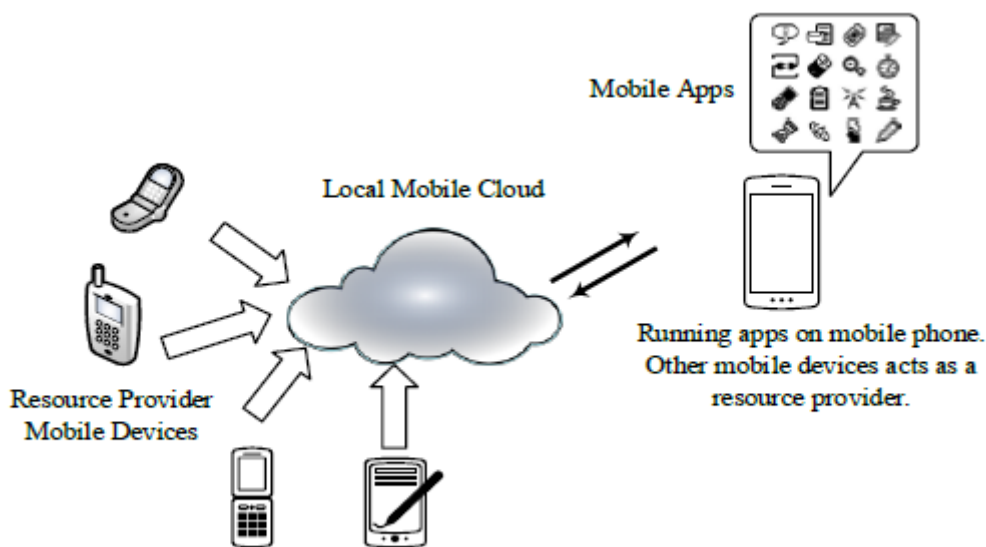 Mobile Apps
Local Mobile Cloud
Running apps on mobile phone.
Other mobile devices acts as a
resource provider.
Resource Provider
Mobile Devices